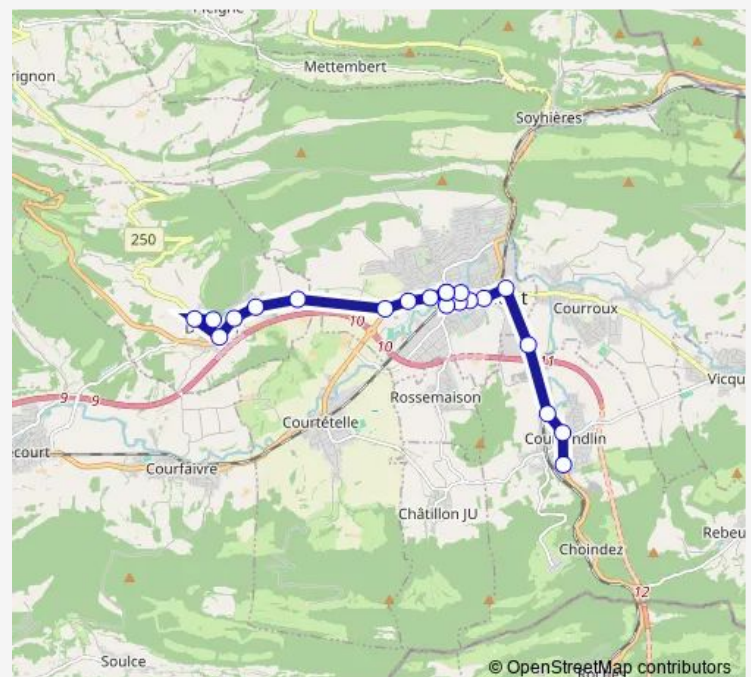 rignon
Mettembert
Soyhières
250
10
t
Courroux
10
11
Vicqu
Rossemaison
9 9
Courtételle
ecourt
Courfaivre
Châtillon JU
Rebeu
Choindez
12
Soulce
© OpenStreetMap contributors